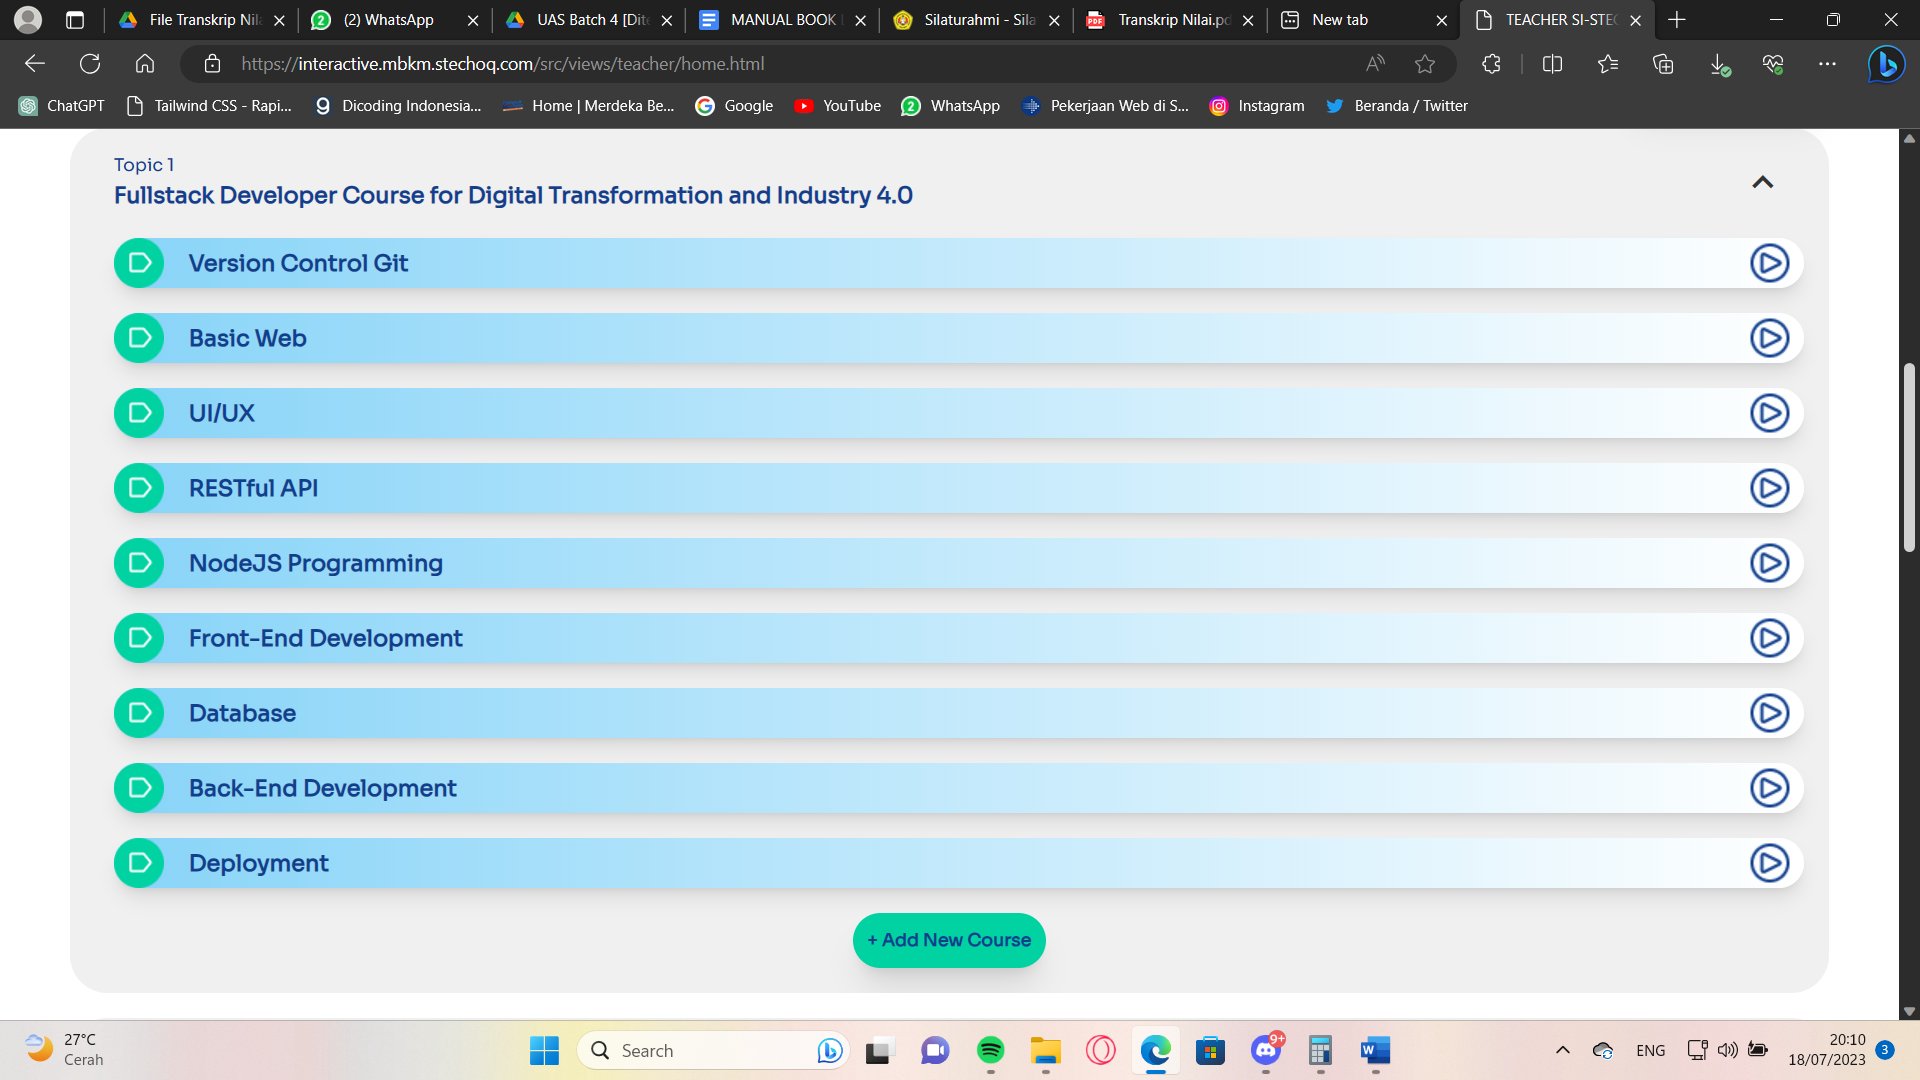 File Transkrip Nil
(2) WhatsApp
UAS Batch 4 [Dit
MANUAL BOOK
Silaturahmi - Sila
Transkrip Nilai.pd
New tab
TEACHER SI-STEC
https://interactive.mbkm.stechoq.com/src/views/teacher/home.html
ChatGPT
Tailwind CSS - Rapi...
Dicoding Indonesia...
Home | Merdeka Be...
Google
YouTube
WhatsApp
Pekerjaan Web di S...
Instagram
Beranda / Twitter
Topic 1
Fullstack Developer Course for Digital Transformation and Industry 4.0
Version Control Git
Basic Web
UI/UX
RESTful API
NodeJS Programming
Front-End Development
Database
Back-End Development
Deployment
+ Add New Course
27°C
Cerah
Search
9+
ENG
20:10
18/07/2023
3